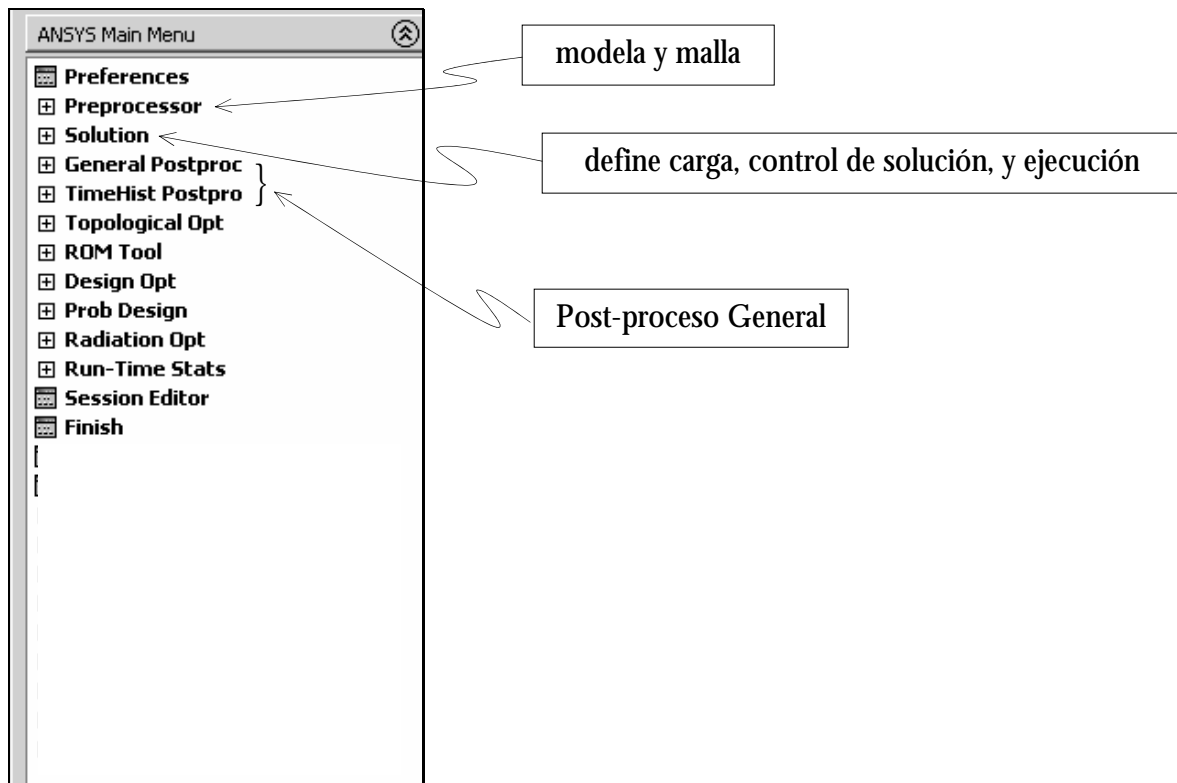 ANSYS Main Menu
Preferences
Preprocessor
Solution
General Postproc
TimeHist Postpro
Topological Opt
ROM Tool
Design Opt
Prob Design
Radiation Opt
Run-Time Stats
Session Editor
Finish
modela y malla
define carga, control de solución, y ejecución
Post-proceso General